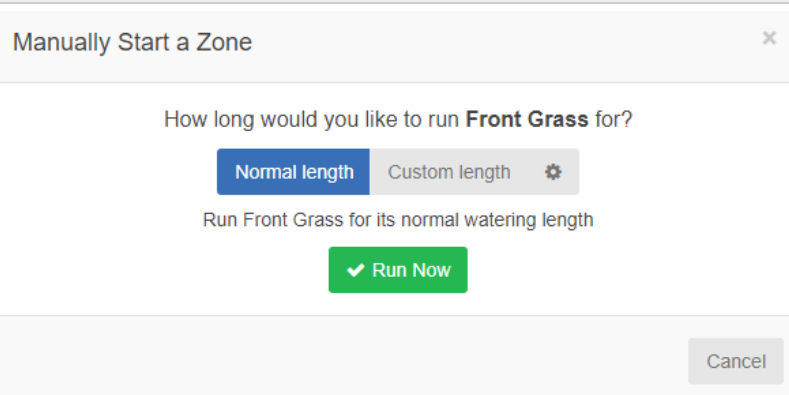 Manually Start a Zone
×
How long would you like to run Front Grass for?
Normal length Custom length
Run Front Grass for its normal watering length
Run Now
Cancel